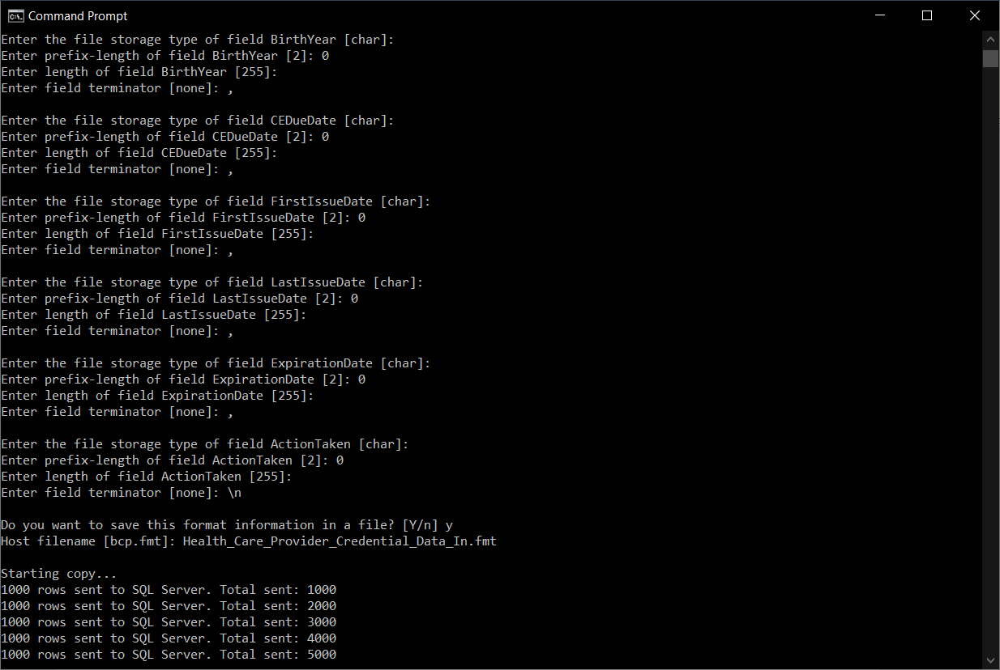 Command Prompt
Enter the file storage type of field BirthYear [char]:
Enter prefix-length of field BirthYear [2]: 0
Enter length of field BirthYear [255]:
Enter field terminator [none]: ,
Enter the file storage type of field CEDueDate [char]:
Enter prefix-length of field CEDueDate [2]: 0
Enter length of field CEDueDate [255]:
Enter field terminator [none]: ,
Enter the file storage type of field FirstIssueDate [char]:
Enter prefix-length of field FirstIssueDate [2]: 0
Enter length of field FirstIssueDate [255]:
Enter field terminator [none]: ,
Enter the file storage type of field LastIssueDate [char]:
Enter prefix-length of field LastIssueDate [2]: 0
Enter length of field LastIssueDate [255]:
Enter field terminator [none]: ,
Enter the file storage type of field ExpirationDate [char]:
Enter prefix-length of field ExpirationDate [2]: 0
Enter length of field ExpirationDate [255]:
Enter field terminator [none]: ,
Enter the file storage type of field ActionTaken [char]:
Enter prefix-length of field ActionTaken [2]: 0
Enter length of field ActionTaken [255]:
Enter field terminator [none]: \n
Do you want to save this format information in a file? [Y/n] y
Host filename [bcp.fmt]: Health_Care_Provider_Credential_Data_In.fmt
Starting copy...
1000 rows sent to SQL Server. Total sent: 1000
1000 rows sent to SQL Server. Total sent: 2000
1000 rows sent to SQL Server. Total sent: 3000
1000 rows sent to SQL Server. Total sent: 4000
1000 rows sent to SQL Server. Total sent: 5000